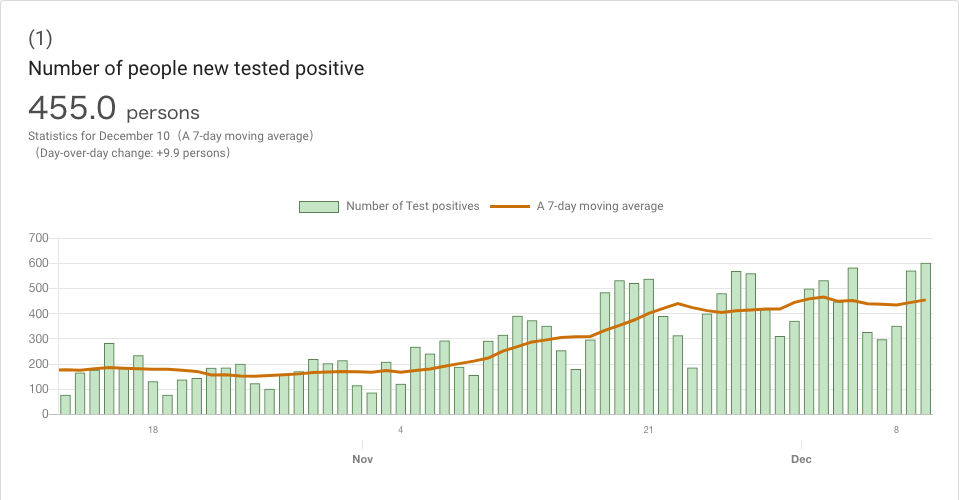 (1)
Number of people new tested positive
455.0 persons
Statistics for December 10（A 7-day moving average）
（Day-over-day change: +9.9 persons）
Number of Test positives A 7-day moving average
700
600
500
400
300
200
100
0
18 4 21 8
Nov Dec